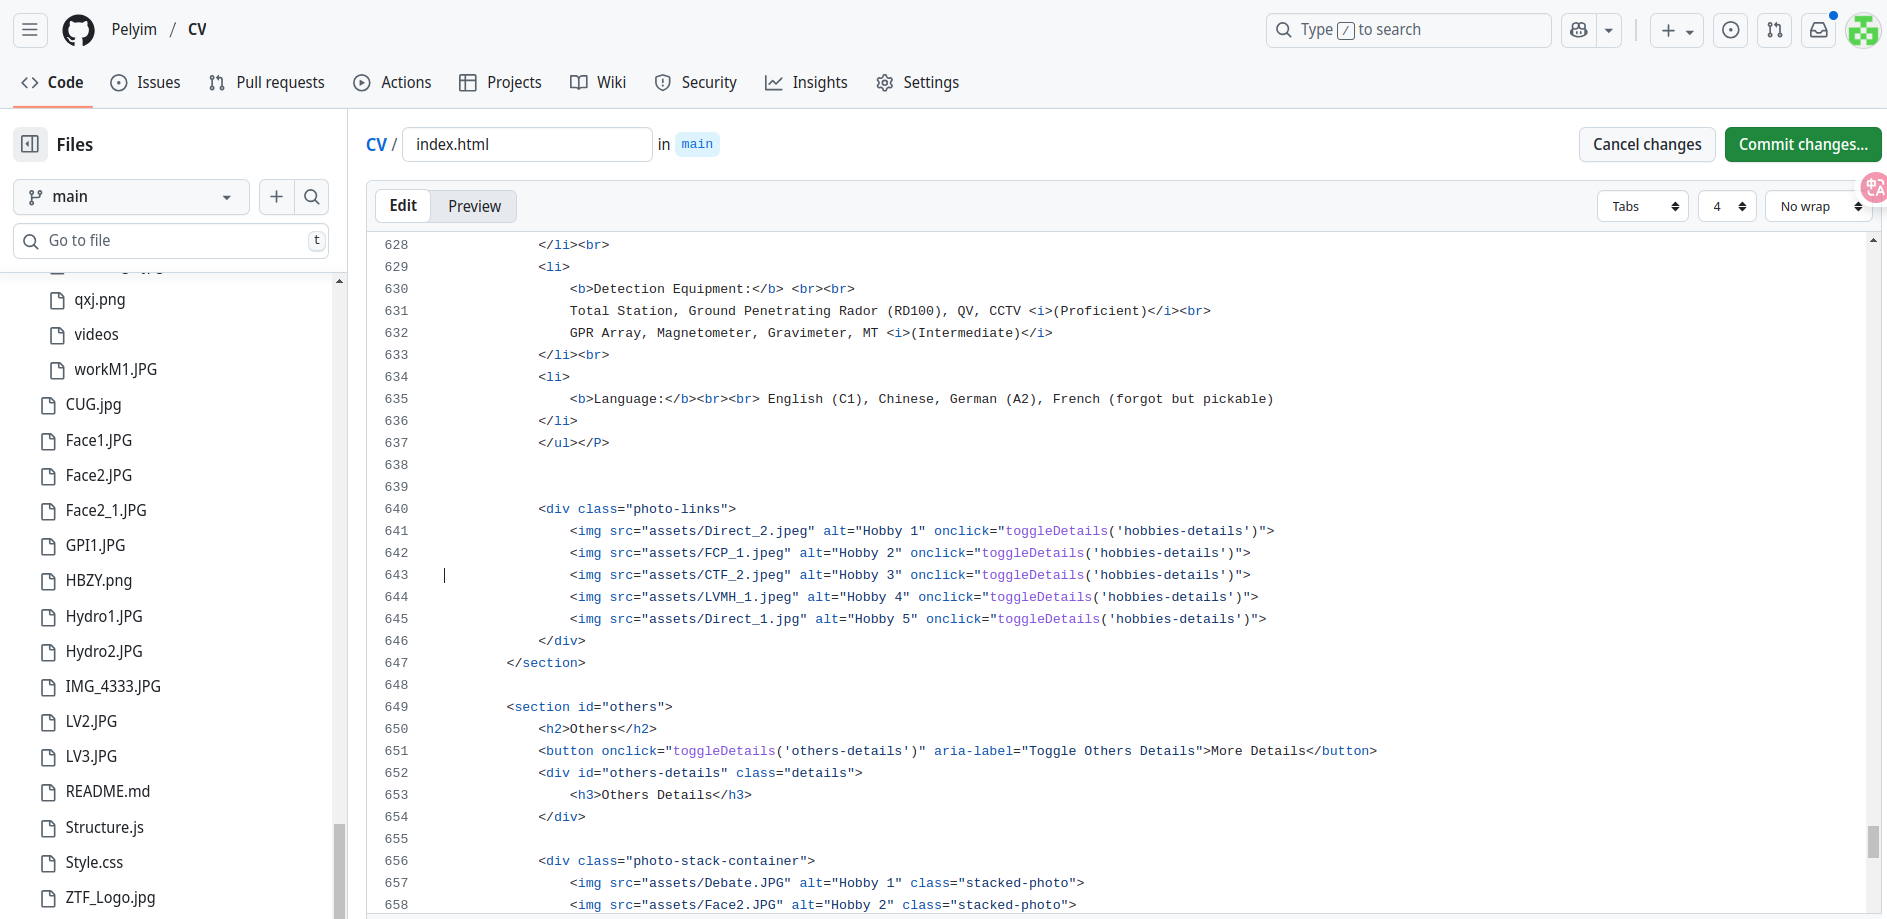 Pelyim / CV
Type / to search
Code
Issues
Pull requests
Actions
Projects
Wiki
Security
Insights
Settings
Files
main
Go to file
t
qxj.png
videos
workM1.JPG
CUG.jpg
Face1.JPG
Face2.JPG
Face2_1.JPG
GPI1.JPG
HBZY.png
Hydro1.JPG
Hydro2.JPG
IMG_4333.JPG
LV2.JPG
LV3.JPG
README.md
Structure.js
Style.css
ZTF_Logo.jpg
CV / index.html in main
Cancel changes
Commit changes...
中A
Edit
Preview
Tabs
4
No wrap
628 </li><br>
629 <li>
630 <b>Detection Equipment:</b> <br><br>
631 Total Station, Ground Penetrating Rador (RD100), QV, CCTV <i>(Proficient)</i><br>
632 GPR Array, Magnetometer, Gravimeter, MT <i>(Intermediate)</i>
633 </li><br>
634 <li>
635 <b>Language:</b><br><br> English (C1), Chinese, German (A2), French (forgot but pickable)
636 </li>
637 </ul></P>
638
639
640 <div class="photo-links">
641 <img src="assets/Direct_2.jpeg" alt="Hobby 1" onclick="toggleDetails('hobbies-details')">
642 <img src="assets/FCP_1.jpeg" alt="Hobby 2" onclick="toggleDetails('hobbies-details')">
643 <img src="assets/CTF_2.jpeg" alt="Hobby 3" onclick="toggleDetails('hobbies-details')">
644 <img src="assets/LVMH_1.jpeg" alt="Hobby 4" onclick="toggleDetails('hobbies-details')">
645 <img src="assets/Direct_1.jpg" alt="Hobby 5" onclick="toggleDetails('hobbies-details')">
646 </div>
647 </section>
648
649 <section id="others">
650 <h2>Others</h2>
651 <button onclick="toggleDetails('others-details')" aria-label="Toggle Others Details">More Details</button>
652 <div id="others-details" class="details">
653 <h3>Others Details</h3>
654 </div>
655
656 <div class="photo-stack-container">
657 <img src="assets/Debate.JPG" alt="Hobby 1" class="stacked-photo">
658 <img src="assets/Face2.JPG" alt="Hobby 2" class="stacked-photo">